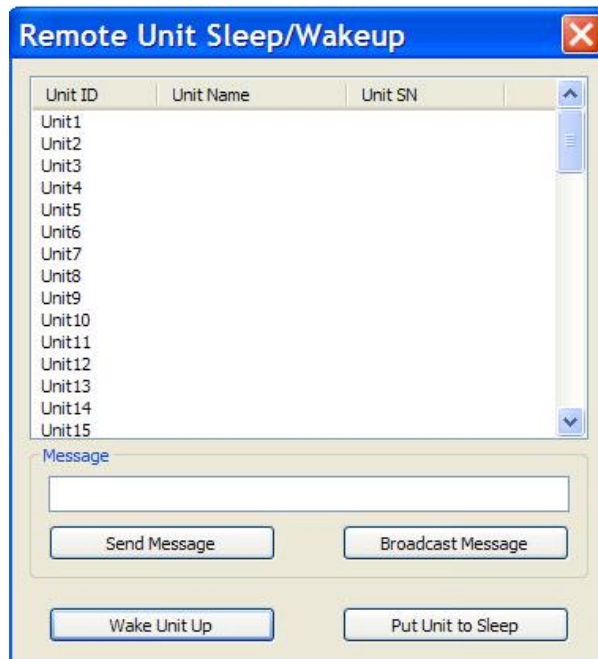 Remote Unit Sleep/Wakeup
Unit ID Unit Name Unit SN
Unit1
Unit2
Unit3
Unit4
Unit5
Unit6
Unit7
Unit8
Unit9
Unit10
Unit11
Unit12
Unit13
Unit14
Unit15
Message
Send Message Broadcast Message
Wake Unit Up Put Unit to Sleep